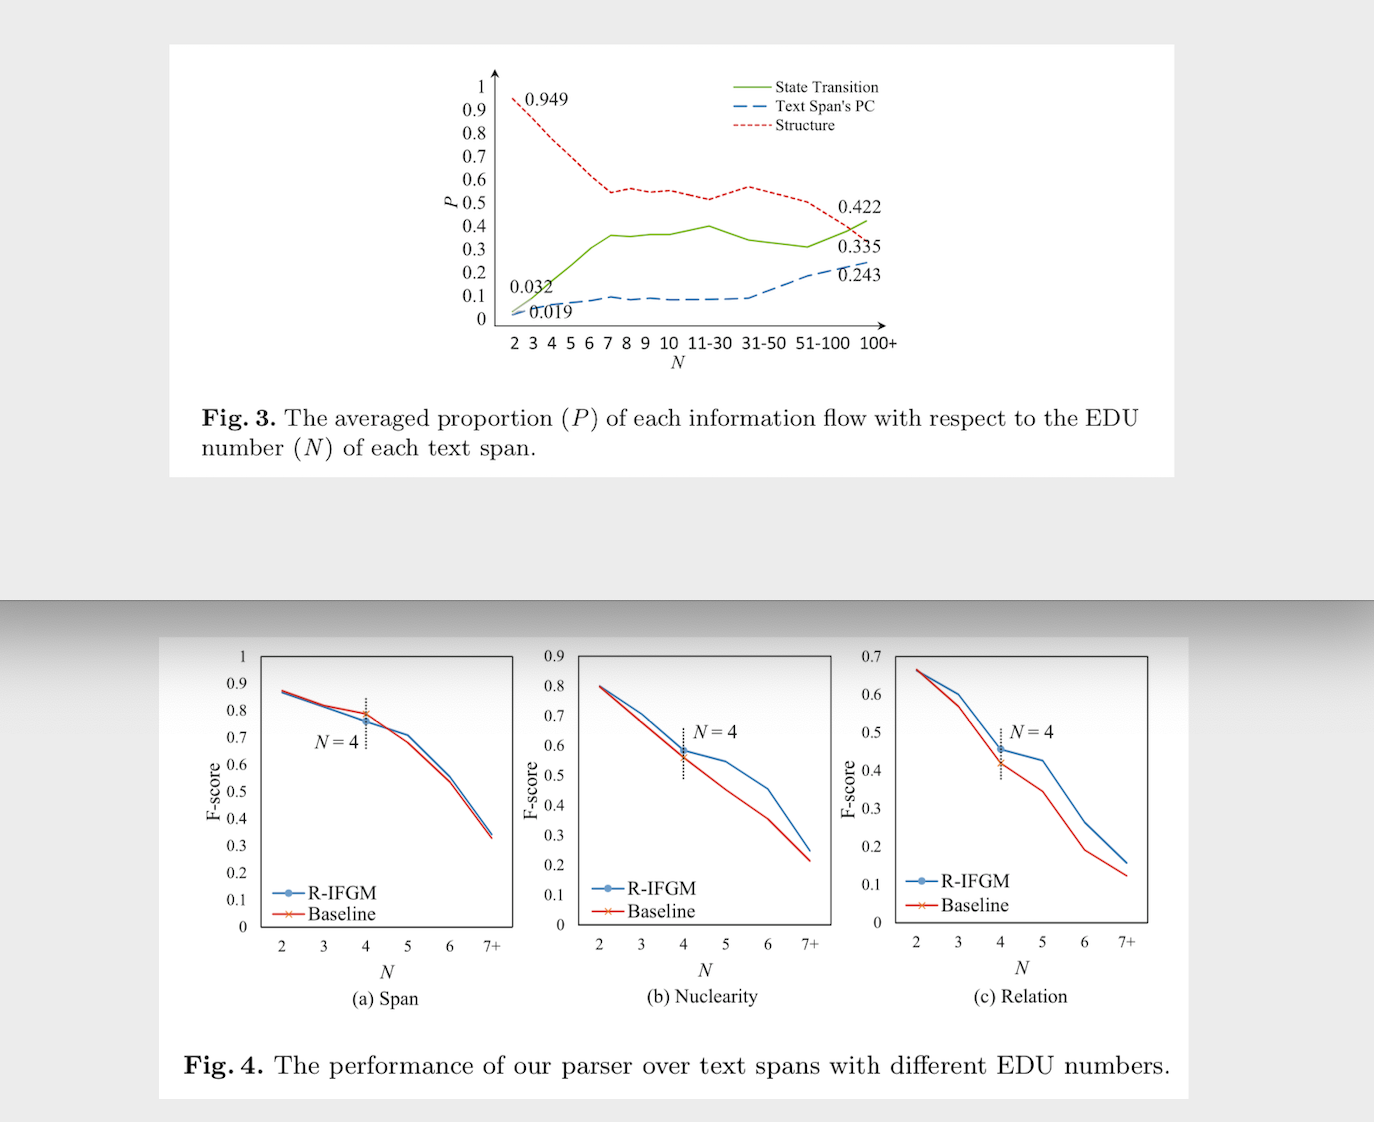 1
0.9
0.8
0.7
0.6
0.5
0.4
0.3
0.2
0.1
0
P
0.949
0.032
0.019
0.422
0.335
0.243
State Transition
Text Span's PC
Structure
2 3 4 5 6 7 8 9 10 11-30 31-50 51-100 100+
N
Fig. 3. The averaged proportion (P) of each information flow with respect to the EDU
number (N) of each text span.
1
0.9
0.8
0.7
0.6
0.5
0.4
0.3
0.2
0.1
0
F-score
N = 4
R-IFGM
Baseline
2 3 4 5 6 7+
N
(a) Span
0.9
0.8
0.7
0.6
0.5
0.4
0.3
0.2
0.1
0
F-score
N = 4
R-IFGM
Baseline
2 3 4 5 6 7+
N
(b) Nuclearity
0.7
0.6
0.5
0.4
0.3
0.2
0.1
0
F-score
N = 4
R-IFGM
Baseline
2 3 4 5 6 7+
N
(c) Relation
Fig. 4. The performance of our parser over text spans with different EDU numbers.